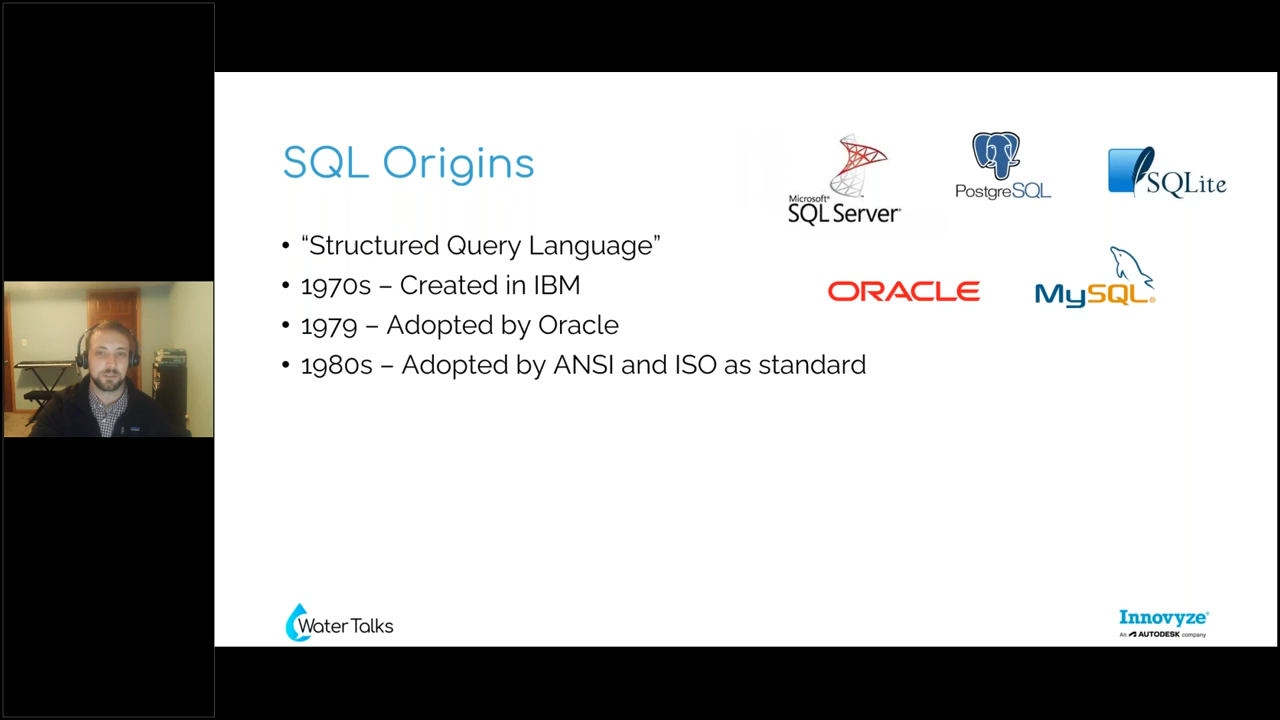 SQL Origins
• “Structured Query Language”
• 1970s – Created in IBM
• 1979 – Adopted by Oracle
• 1980s – Adopted by ANSI and ISO as standard
Microsoft®
SQL Server®
PostgreSQL
SQLite
ORACLE
MySQL®
Water Talks
Innovyze®
An AUTODESK company